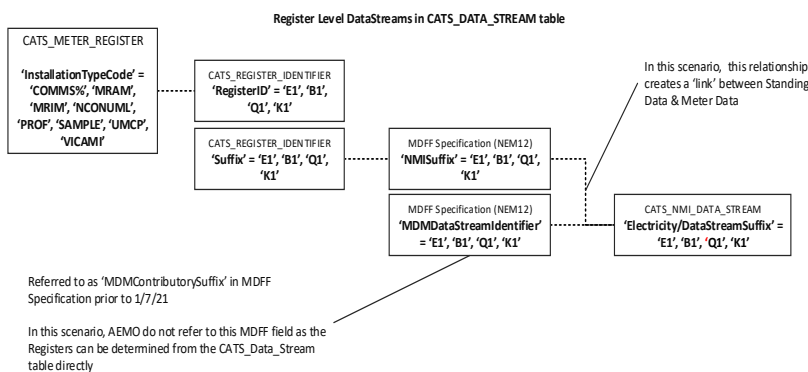 Register Level DataStreams in CATS_DATA_STREAM table
CATS_METER_REGISTER
‘InstallationTypeCode’ =
‘COMMS%’, ‘MRAM’,
‘MRIM’, ‘NCONUML’,
‘PROF’, ‘SAMPLE’, ‘UMCP’,
‘VICAMI’
CATS_REGISTER_IDENTIFIER
‘RegisterID’ = ‘E1’, ‘B1’,
‘Q1’, ‘K1’
CATS_REGISTER_IDENTIFIER
‘Suffix’ = ‘E1’, ‘B1’, ‘Q1’,
‘K1’
MDFF Specification (NEM12)
‘NMISuffix’ = ‘E1’, ‘B1’, ‘Q1’,
‘K1’
MDFF Specification (NEM12)
‘MDMDataStreamIdentifier’
= ‘E1’, ‘B1’, ‘Q1’, ‘K1’
In this scenario, this relationship
creates a ‘link’ between Standing
Data & Meter Data
CATS_NMI_DATA_STREAM
‘Electricity/DataStreamSuffix’ =
‘E1’, ‘B1’, ‘Q1’, ‘K1’
Referred to as ‘MDMContributorySuffix’ in MDFF
Specification prior to 1/7/21
In this scenario, AEMO do not refer to this MDFF field as the
Registers can be determined from the CATS_Data_Stream
table directly